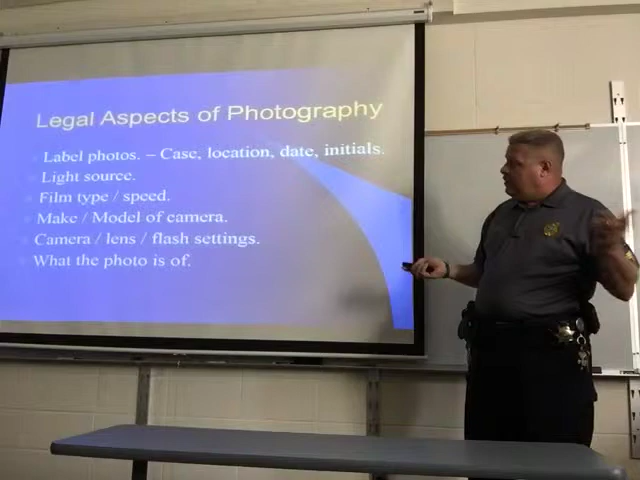 Legal Aspects of Photography
Label photos. – Case, location, date, initials.
Light source.
Film type / speed.
Make / Model of camera.
Camera / lens / flash settings.
What the photo is of.